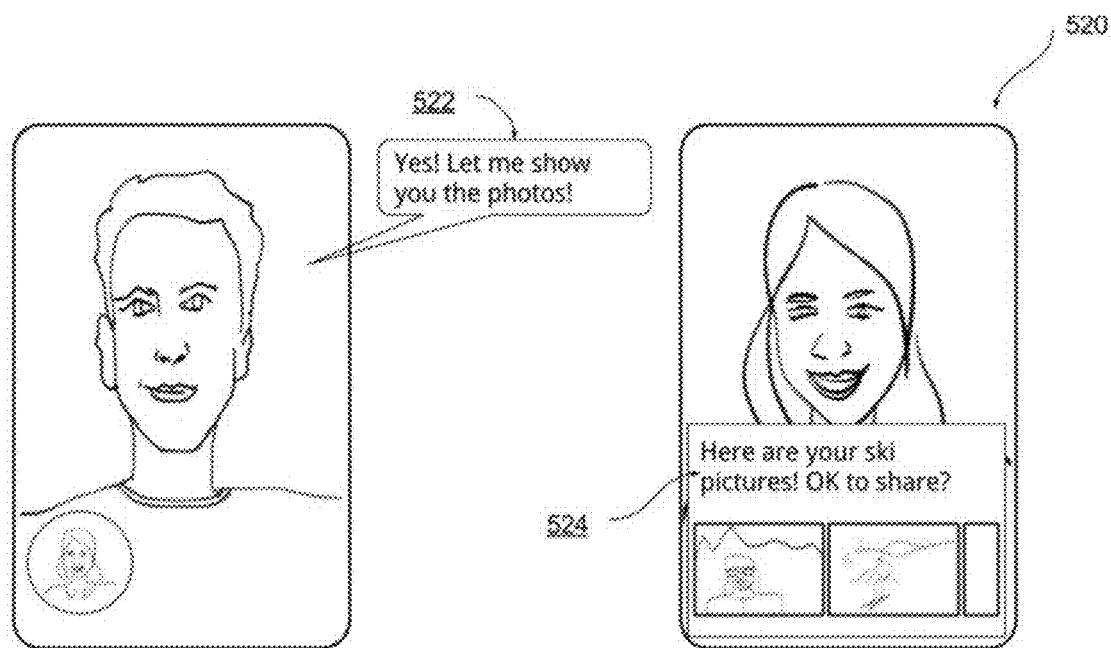 520
522
Yes! Let me show
you the photos!
Here are your ski
pictures! OK to share?
524